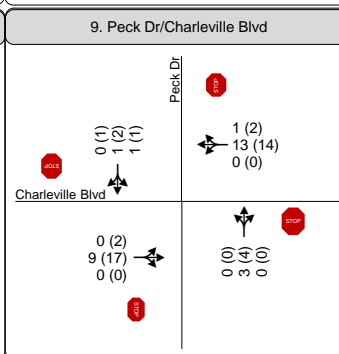 9. Peck Dr/Charleville Blvd
Peck Dr
STOP
0 (1)
1 (2)
1 (1)
1 (2)
13 (14)
0 (0)
STOP
Charleville Blvd
STOP
0 (2)
9 (17)
0 (0)
0 (0)
3 (4)
0 (0)
STOP